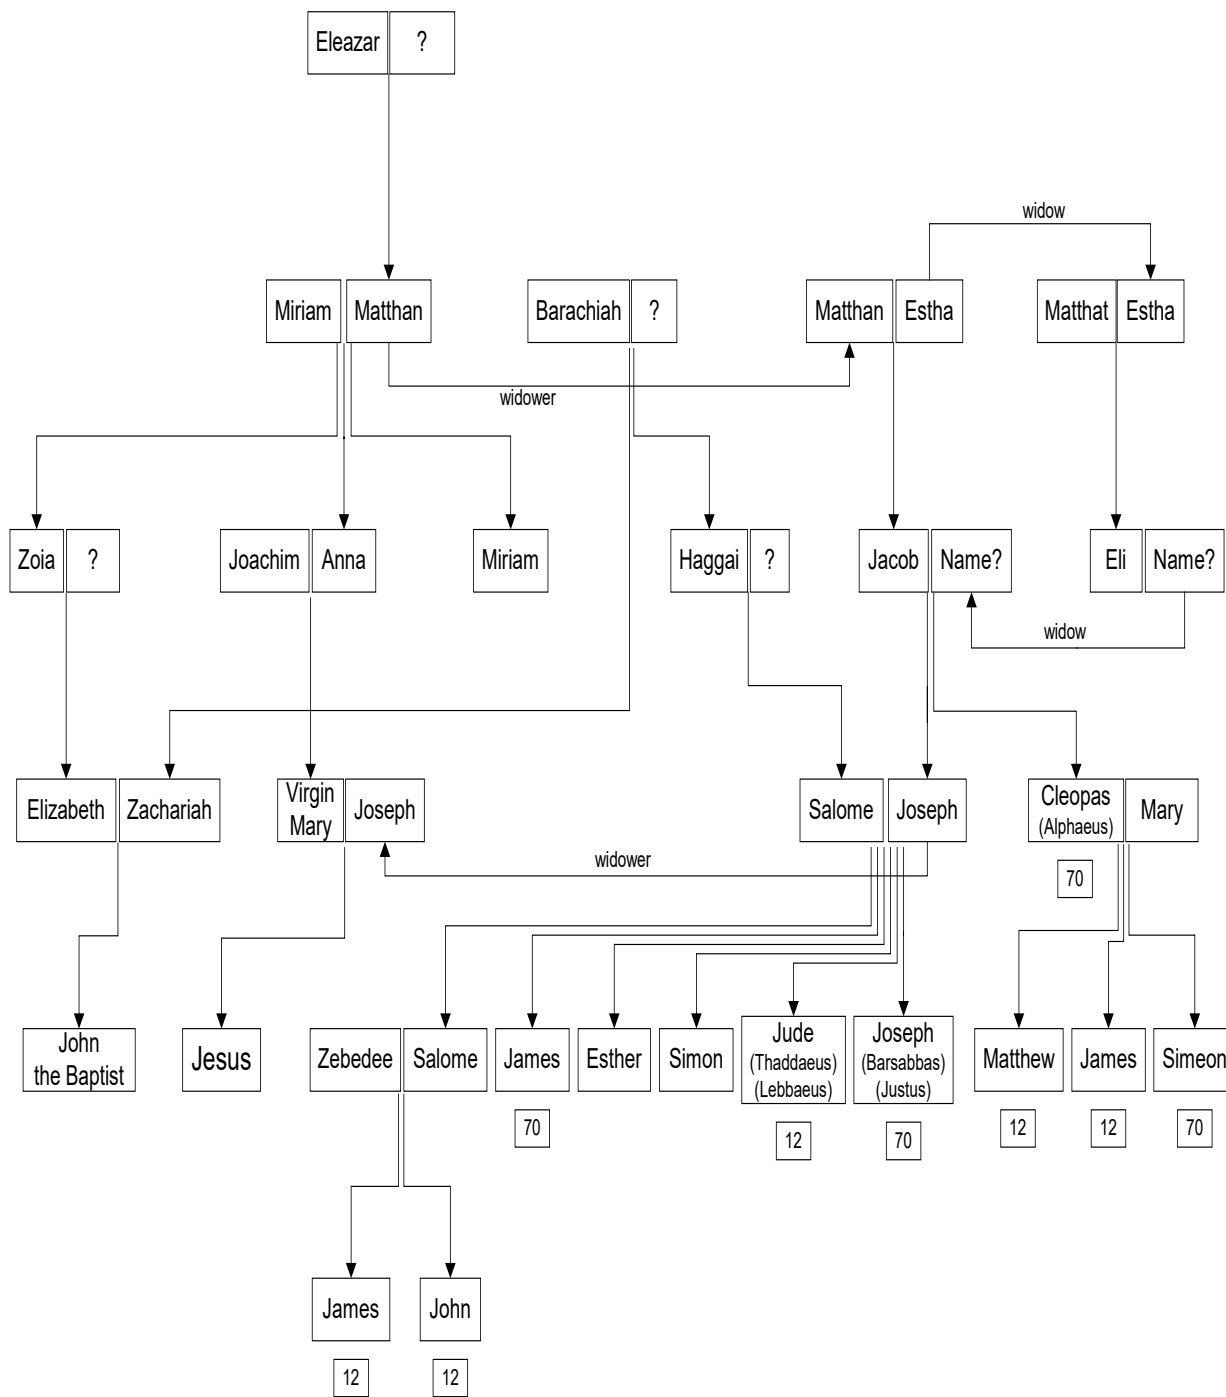 Eleazar
?
widow
Miriam
Matthan
Barachiah
?
Matthan
Estha
Matthat
Estha
widower
Zoia
?
Joachim
Anna
Miriam
Haggai
?
Jacob
Name?
Eli
Name?
widow
Elizabeth
Zachariah
Virgin
Mary
Joseph
Salome
Joseph
Cleopas
(Alphaeus)
Mary
widower
70
John
the Baptist
Jesus
Zebedee
Salome
James
Esther
Simon
Jude
(Thaddaeus)
(Lebbaeus)
Joseph
(Barsabbas)
(Justus)
Matthew
James
Simeon
70
12
70
12
12
70
James
John
12
12